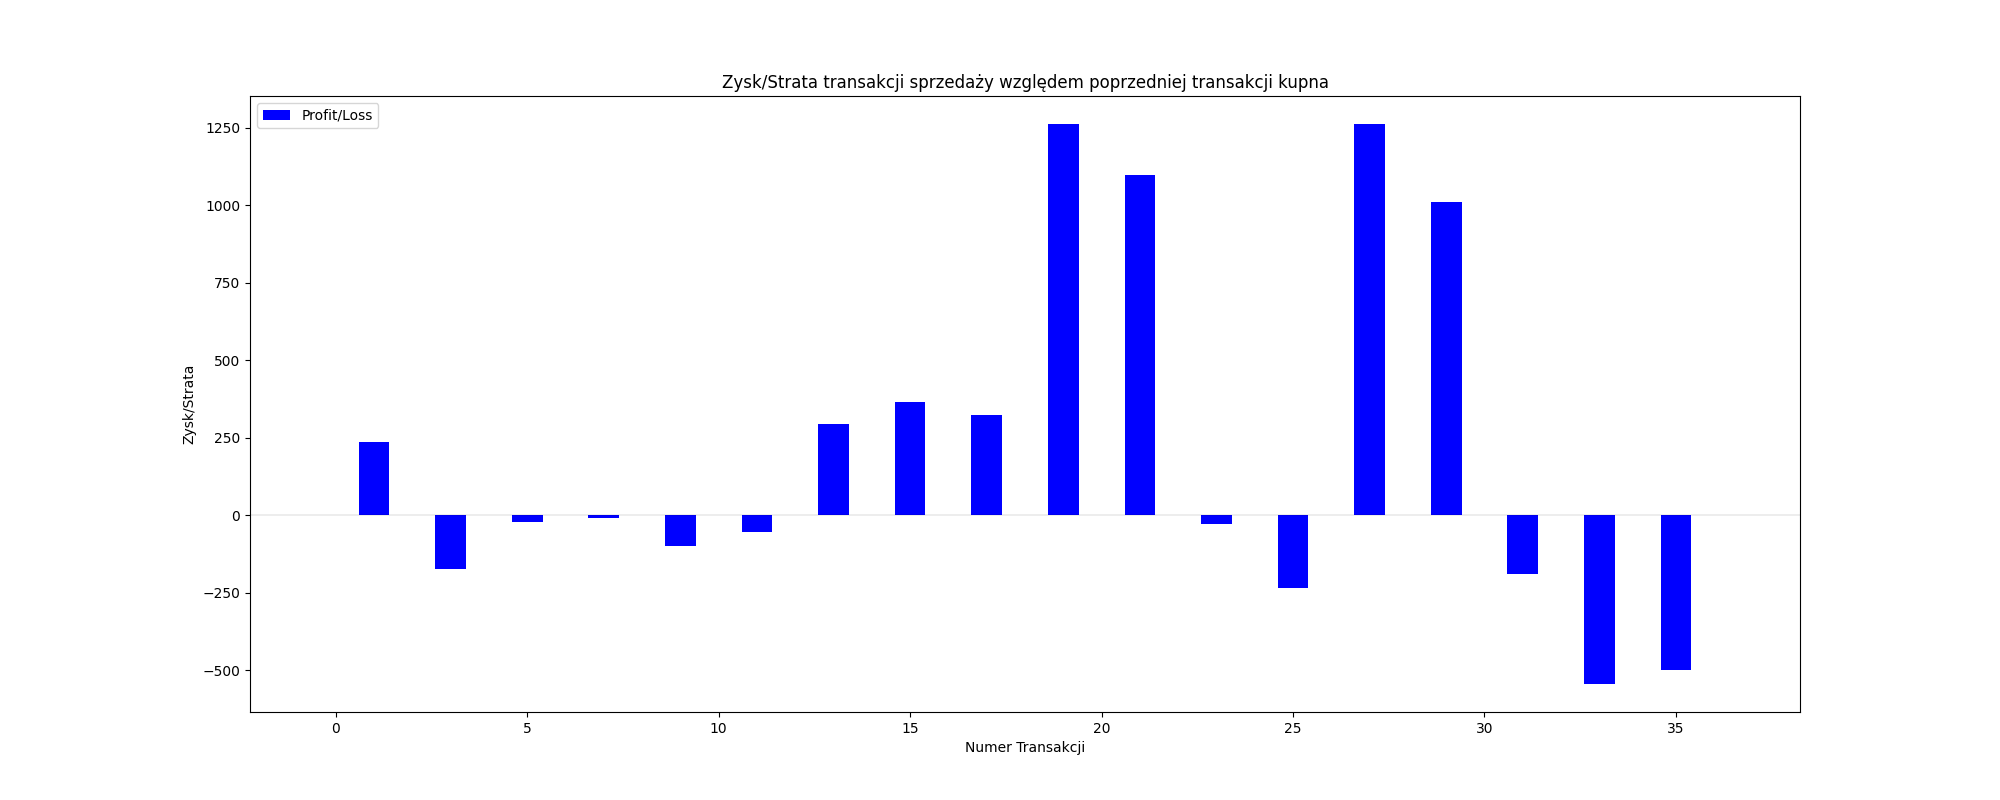 Zysk/Strata transakcji sprzedaży względem poprzedniej transakcji kupna
Profit/Loss
Zysk/Strata
1250
1000
750
500
250
0
−250
−500
0 5 10 15 20 25 30 35
Numer Transakcji